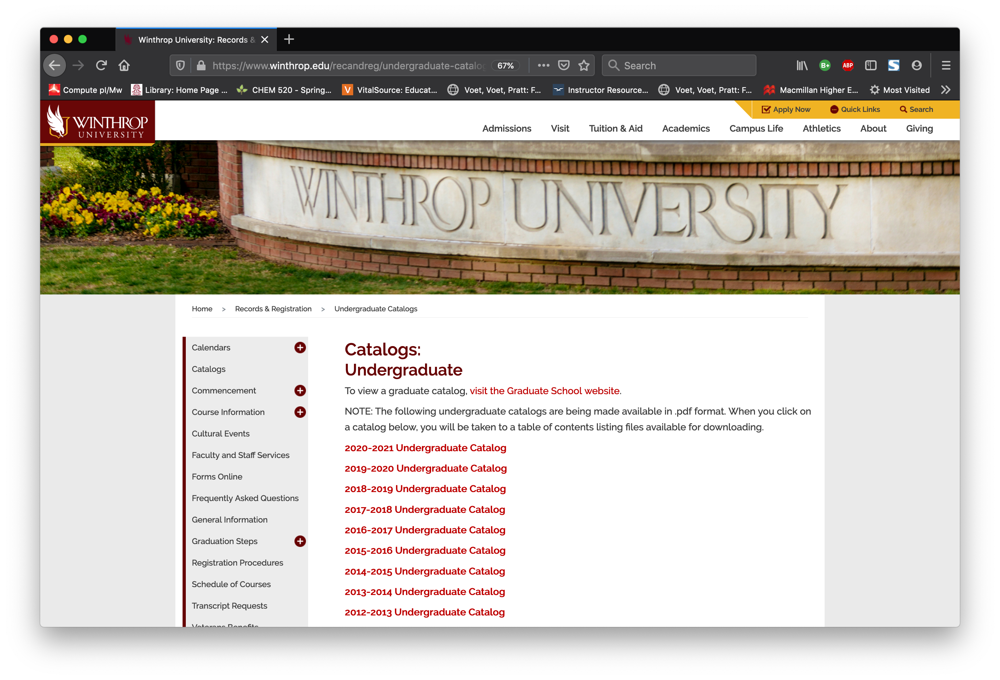 Winthrop University: Records &
https://www.winthrop.edu/recandreg/undergraduate-catalog
67%
Search
B+
ABP
S
Compute pI/Mw
Library: Home Page ...
CHEM 520 - Spring...
V
VitalSource: Educat...
Voet, Voet, Pratt: F...
Instructor Resource...
Voet, Voet, Pratt: F...
Macmillan Higher E...
Most Visited
WINTHROP
UNIVERSITY
Apply Now
Quick Links
Search
Admissions
Visit
Tuition & Aid
Academics
Campus Life
Athletics
About
Giving
WINTHROP UNIVERSITY
Home > Records & Registration > Undergraduate Catalogs
Calendars
Catalogs
Commencement
Course Information
Cultural Events
Faculty and Staff Services
Forms Online
Frequently Asked Questions
General Information
Graduation Steps
Registration Procedures
Schedule of Courses
Transcript Requests
Veterans Benefits
Catalogs:
Undergraduate
To view a graduate catalog, visit the Graduate School website.
NOTE: The following undergraduate catalogs are being made available in .pdf format. When you click on
a catalog below, you will be taken to a table of contents listing files available for downloading.
2020-2021 Undergraduate Catalog
2019-2020 Undergraduate Catalog
2018-2019 Undergraduate Catalog
2017-2018 Undergraduate Catalog
2016-2017 Undergraduate Catalog
2015-2016 Undergraduate Catalog
2014-2015 Undergraduate Catalog
2013-2014 Undergraduate Catalog
2012-2013 Undergraduate Catalog